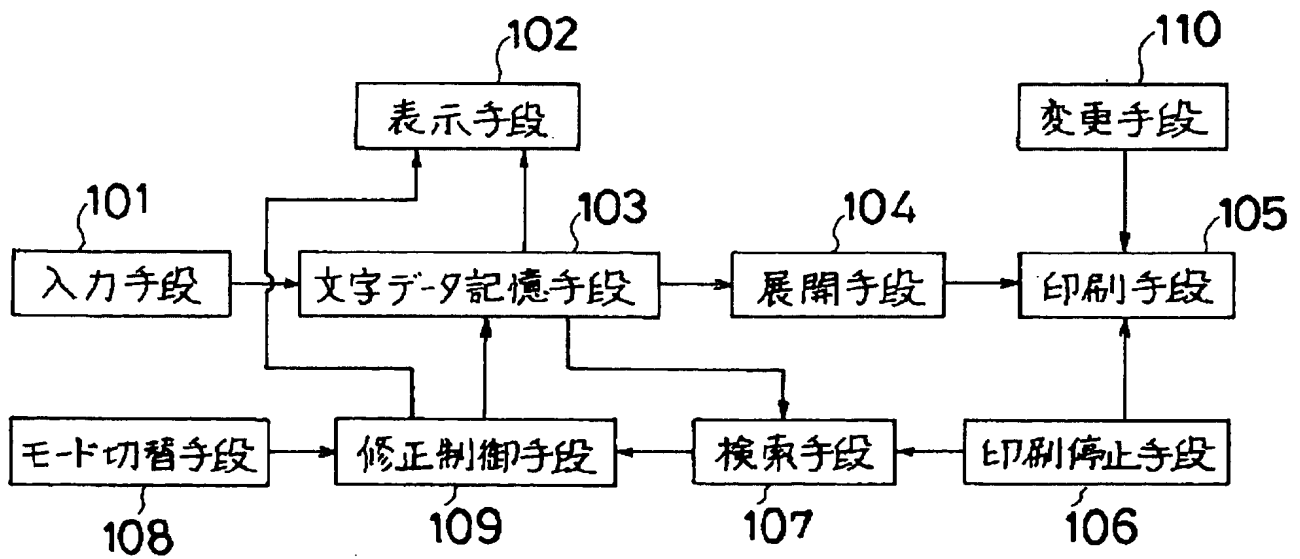 102
110
表示手段
変更手段
101
103
104
105
入力手段
文字データ記憶手段
展開手段
印刷手段
モード切替手段
修正制御手段
検索手段
印刷停止手段
108
109
107
106